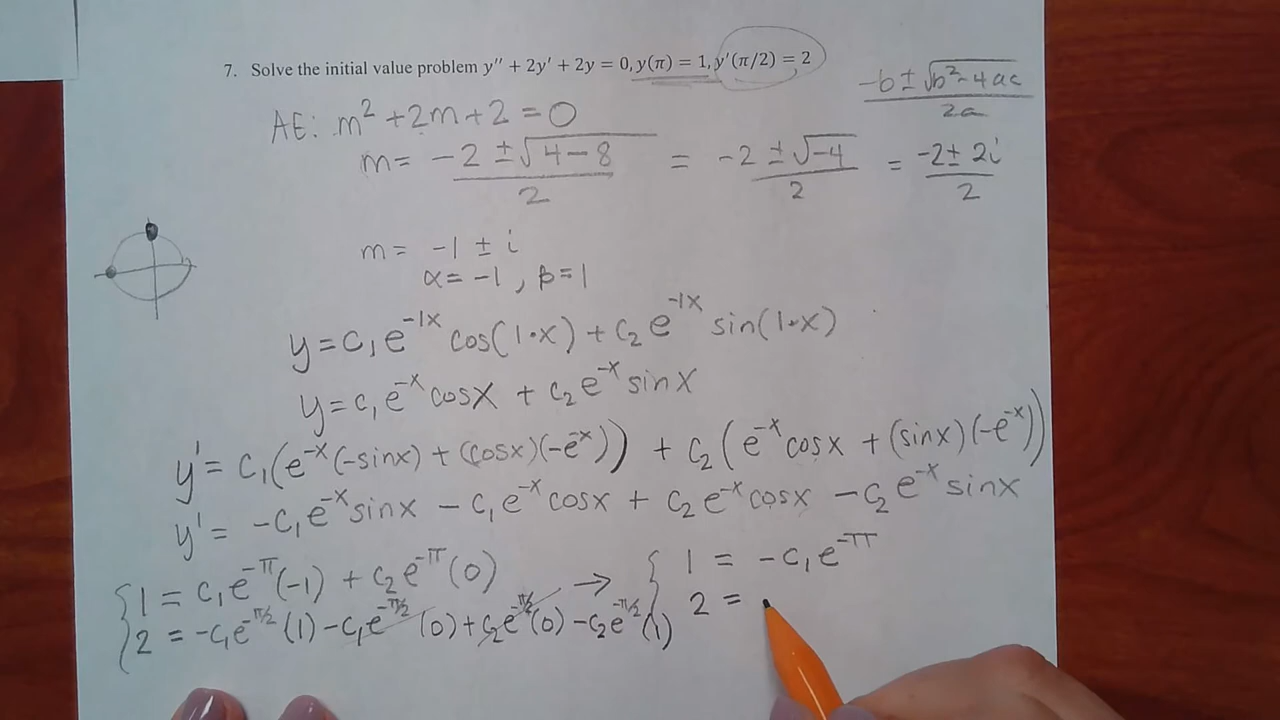 7. Solve the initial value problem y'' + 2y' + 2y = 0, y(π) = 1, y'(π/2) = 2
-b ± √(b² - 4ac) / 2a
AE: m² + 2m + 2 = 0
m = (-2 ± √(4 - 8)) / 2 = (-2 ± √-4) / 2 = (-2 ± 2i) / 2
m = -1 ± i
α = -1, β = 1
y = c₁e^(-1x) cos(1·x) + c₂e^(-1x) sin(1·x)
y = c₁e^(-x) cosx + c₂e^(-x) sinx
y' = c₁(e^(-x)(-sinx) + (cosx)(-e^(-x))) + c₂(e^(-x)cosx + (sinx)(-e^(-x)))
y' = -c₁e^(-x)sinx - c₁e^(-x)cosx + c₂e^(-x)cosx - c₂e^(-x)sinx
{ 1 = c₁e^(-π)(-1) + c₂e^(-π)(0) → { 1 = -c₁e^(-π)
2 = -c₁e^(-π/2)(1) - c₁e^(-π/2)(0) + c₂e^(-π/2)(0) - c₂e^(-π/2)(1) 2 =